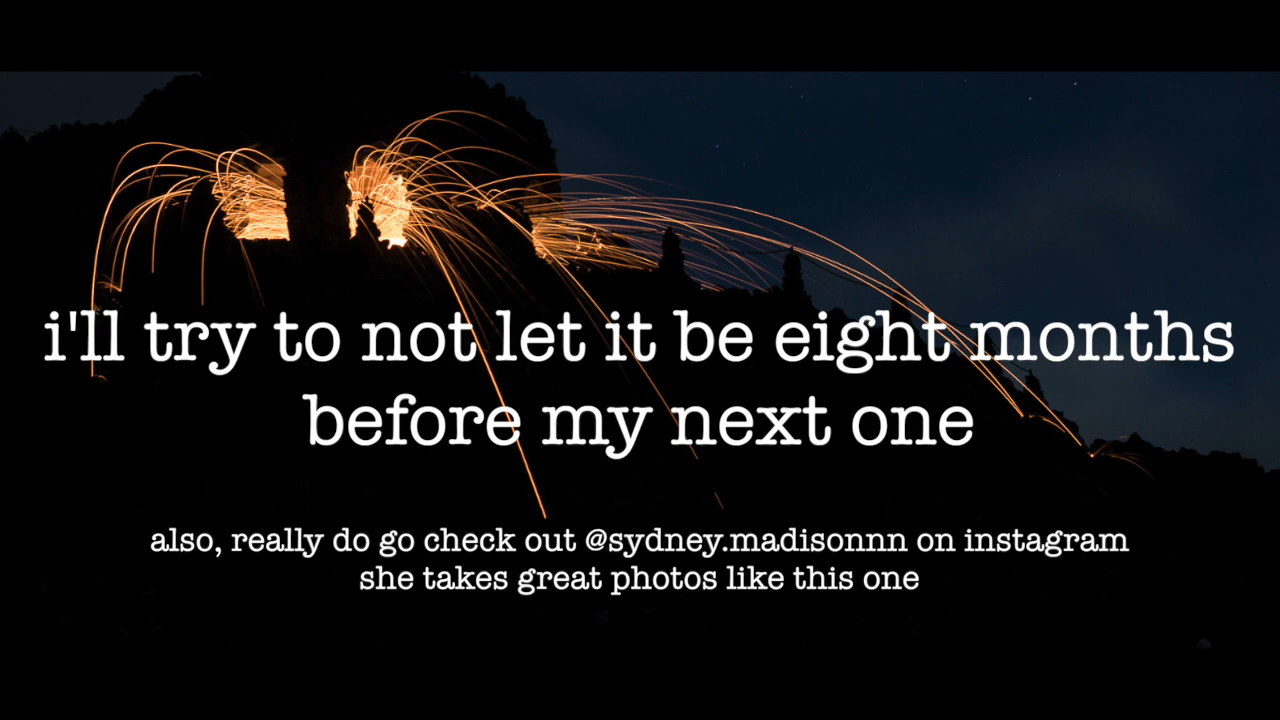 i'll try to not let it be eight months
before my next one
also, really do go check out @sydney.madisonnn on instagram
she takes great photos like this one